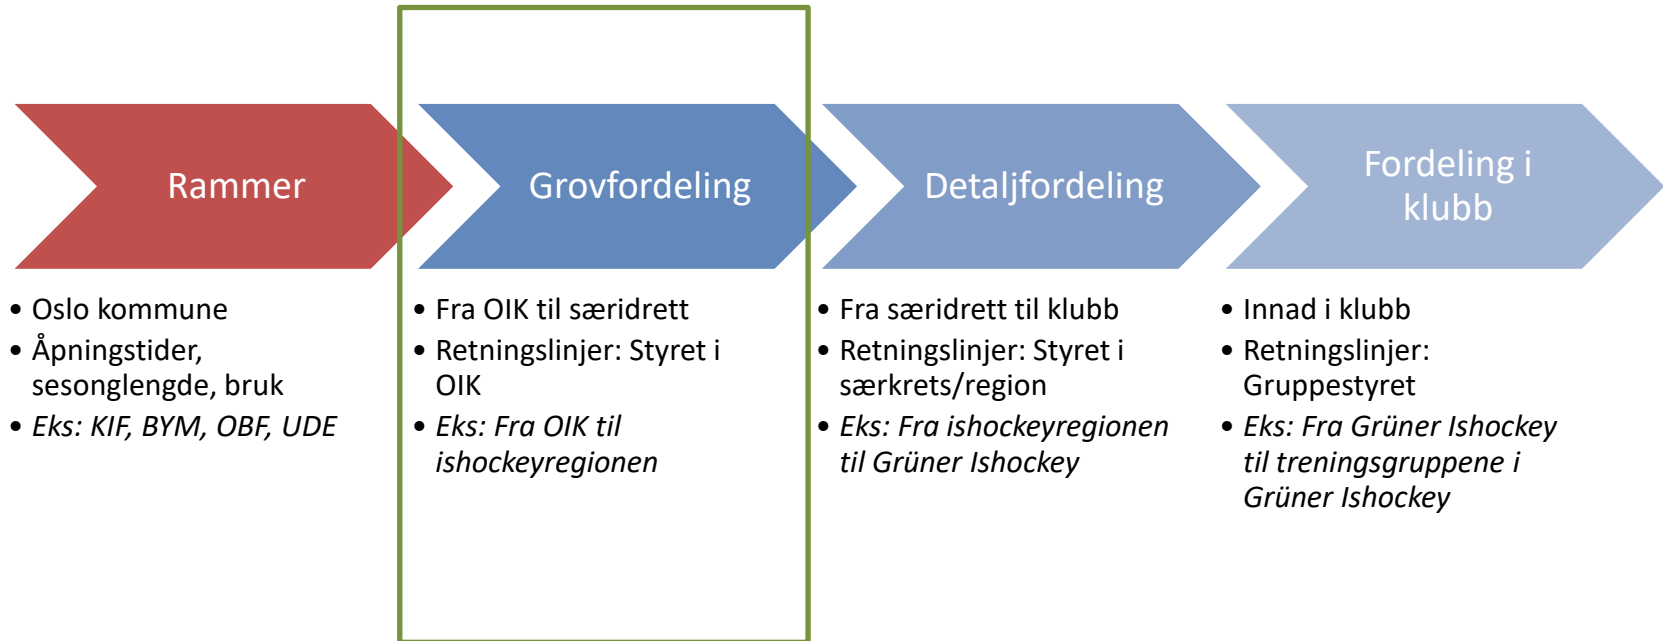 Rammer
• Oslo kommune
• Åpningstider,
sesonglengde, bruk
• Eks: KIF, BYM, OBF, UDE
Grovfordeling
• Fra OIK til særidrett
• Retningslinjer: Styret i
OIK
• Eks: Fra OIK til
ishockeyregionen
Detaljfordeling
• Fra særidrett til klubb
• Retningslinjer: Styret i
særkrets/region
• Eks: Fra ishockeyregionen
til Grüner Ishockey
Fordeling i
klubb
• Innad i klubb
• Retningslinjer:
Gruppestyret
• Eks: Fra Grüner Ishockey
til treningsgruppene i
Grüner Ishockey